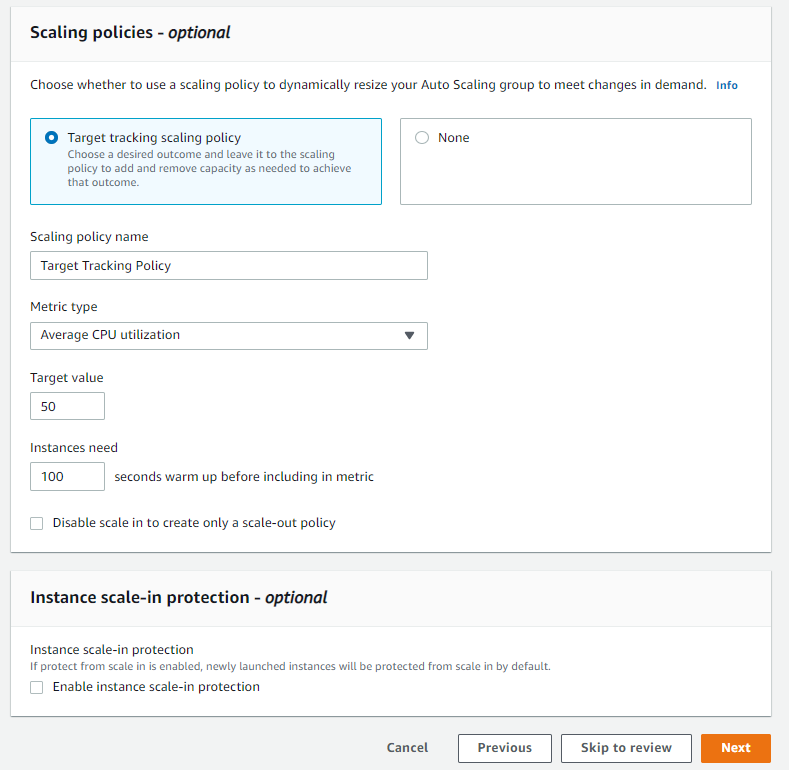 Scaling policies - optional
Choose whether to use a scaling policy to dynamically resize your Auto Scaling group to meet changes in demand. Info
Target tracking scaling policy
Choose a desired outcome and leave it to the scaling
policy to add and remove capacity as needed to achieve
that outcome.
None
Scaling policy name
Target Tracking Policy
Metric type
Average CPU utilization
Target value
50
Instances need
100 seconds warm up before including in metric
Disable scale in to create only a scale-out policy
Instance scale-in protection - optional
Instance scale-in protection
If protect from scale in is enabled, newly launched instances will be protected from scale in by default.
Enable instance scale-in protection
Cancel Previous Skip to review Next